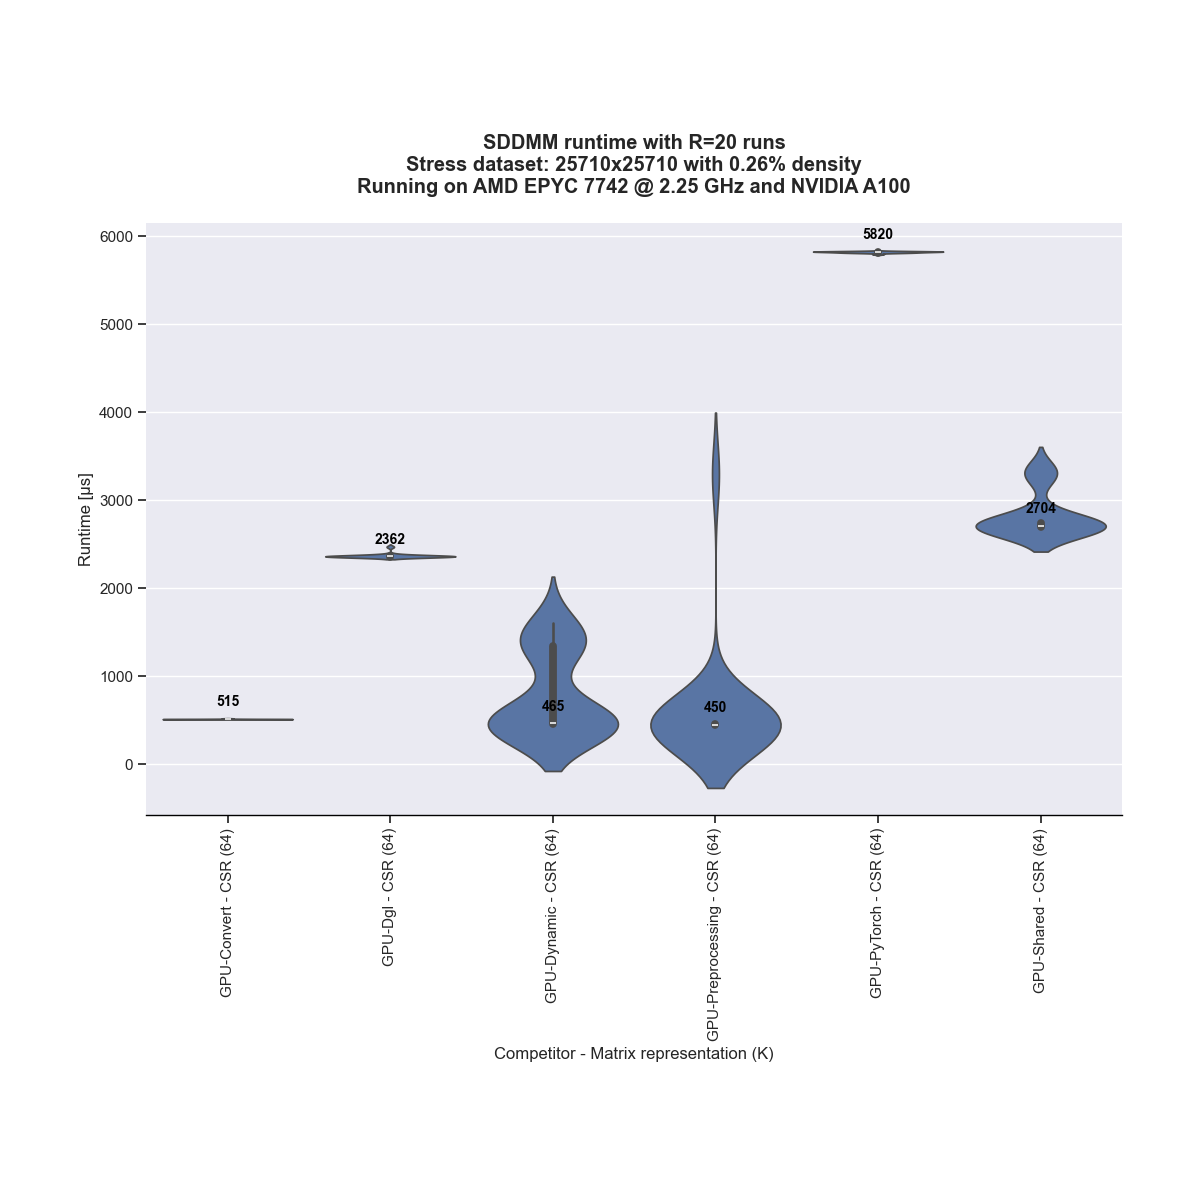 SDDMM runtime with R=20 runs
Stress dataset: 25710x25710 with 0.26% density
Running on AMD EPYC 7742 @ 2.25 GHz and NVIDIA A100
Runtime [µs]
6000
5000
4000
3000
2000
1000
0
515
2362
465
450
5820
2704
GPU-Convert - CSR (64)
GPU-Dgl - CSR (64)
GPU-Dynamic - CSR (64)
GPU-Preprocessing - CSR (64)
GPU-PyTorch - CSR (64)
GPU-Shared - CSR (64)
Competitor - Matrix representation (K)